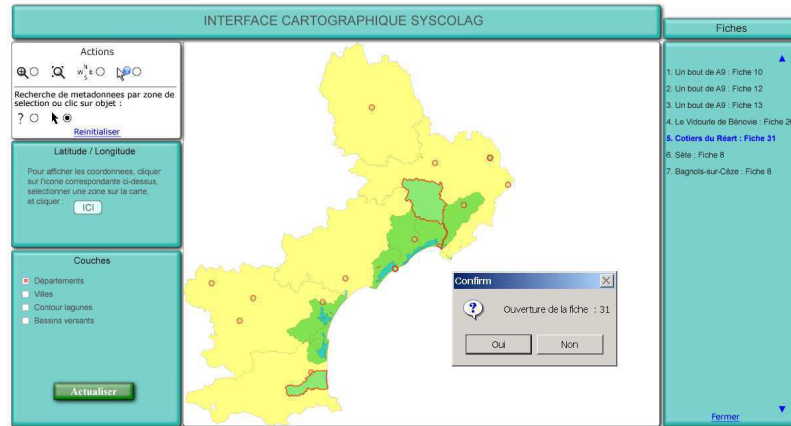 INTERFACE CARTOGRAPHIQUE SYSCOLAG
Actions
N
W E
S
Recherche de metadonnees par zone de
selection ou clic sur objet :
?
Reinitialiser
Latitude / Longitude
Pour afficher les coordonnees, cliquer
sur l'icone correspondante ci-dessus,
selectionner une zone sur la carte,
et cliquer :
ICI
Couches
Départements
Villes
Contour lagunes
Bassins versants
Actualiser
Confirm
?
Ouverture de la fiche : 31
Oui
Non
Fiches
1. Un bout de A9 : Fiche 10
2. Un bout de A9 : Fiche 12
3. Un bout de A9 : Fiche 13
4. Le Vidourle de Bénovie : Fiche
5. Cotiers du Réart : Fiche 31
6. Sète : Fiche 8
7. Bagnols-sur-Cèze : Fiche 8
Fermer